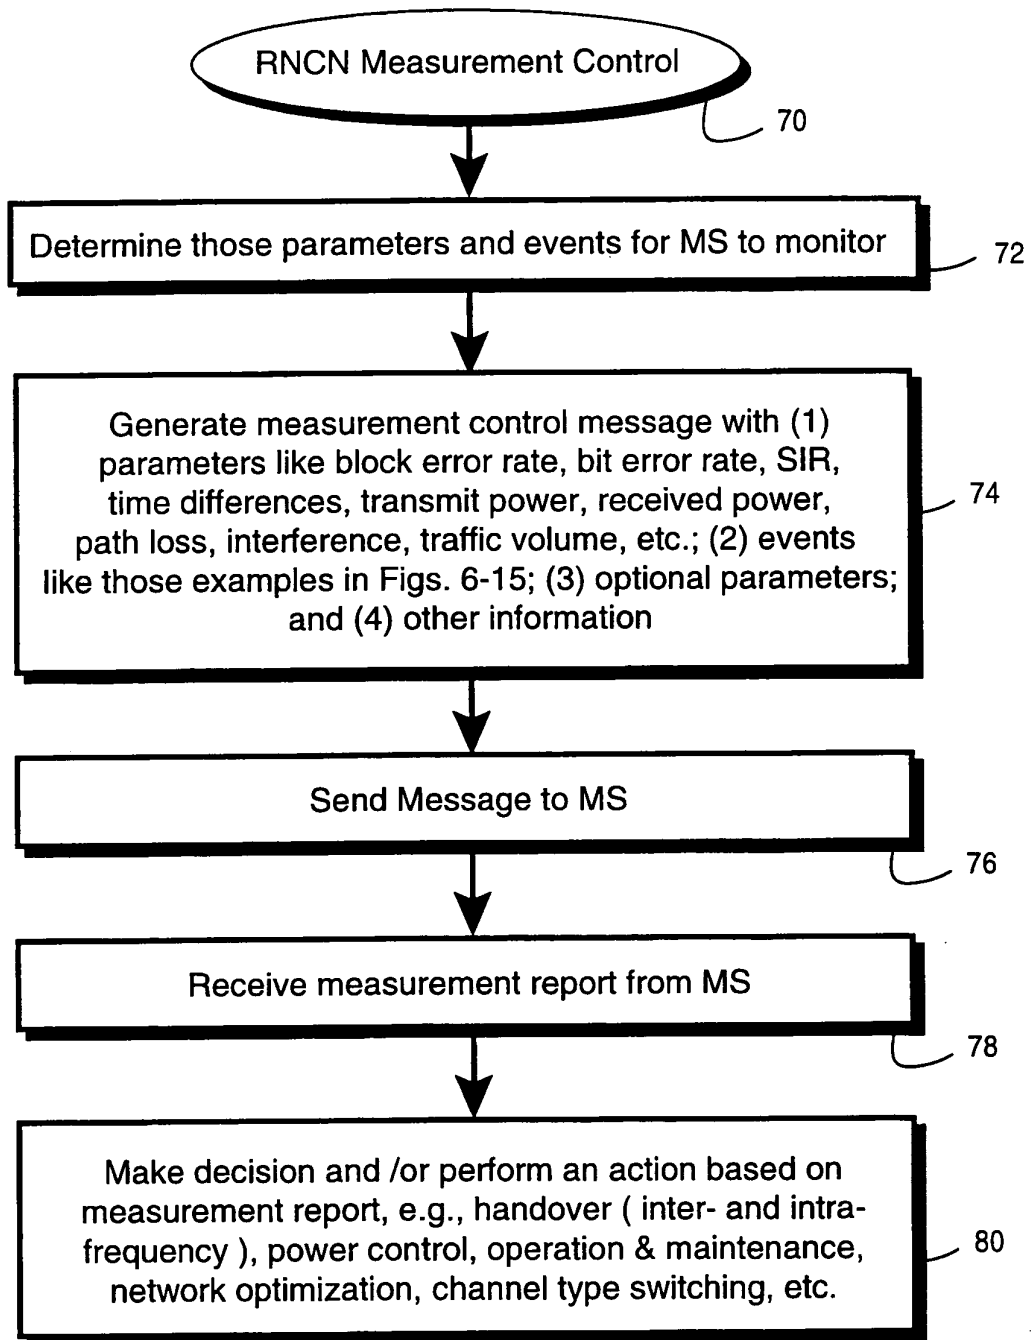 RNCN Measurement Control
70
Determine those parameters and events for MS to monitor
72
Generate measurement control message with (1)
parameters like block error rate, bit error rate, SIR,
time differences, transmit power, received power,
path loss, interference, traffic volume, etc.; (2) events
like those examples in Figs. 6-15; (3) optional parameters;
and (4) other information
74
Send Message to MS
76
Receive measurement report from MS
78
Make decision and /or perform an action based on
measurement report, e.g., handover ( inter- and intra-
frequency ), power control, operation & maintenance,
network optimization, channel type switching, etc.
80